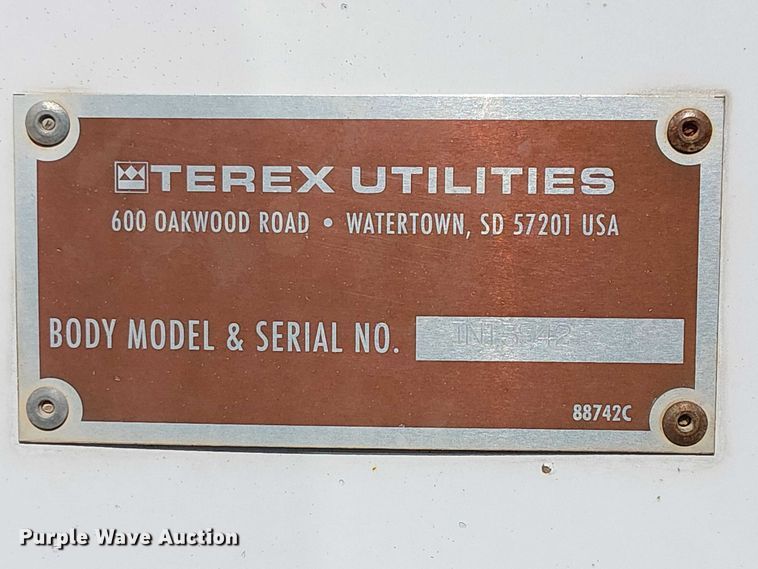 TEREX UTILITIES
600 OAKWOOD ROAD • WATERTOWN, SD 57201 USA
BODY MODEL & SERIAL NO.
88742C
Purple Wave Auction